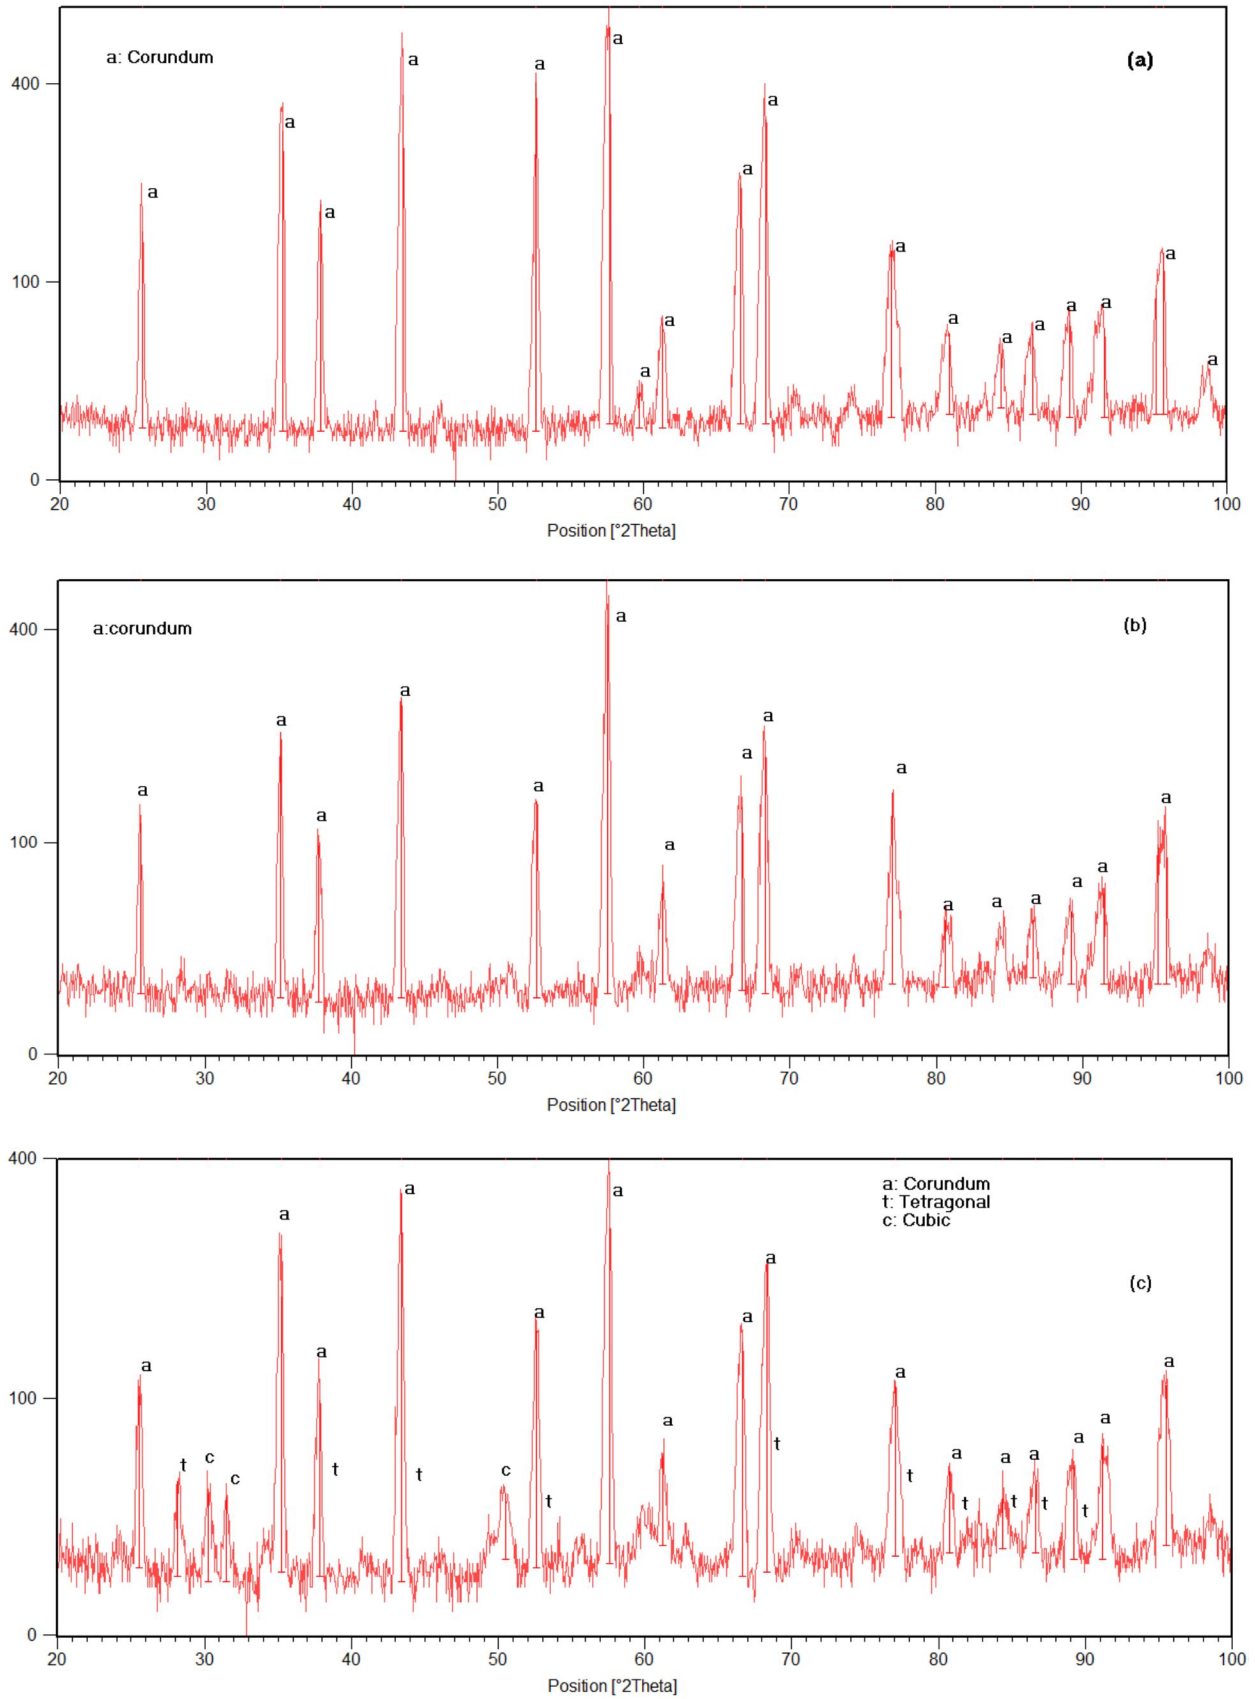 a: Corundum
(a)
400
100
0
a a a a a a a a a a a a a a a a a a
20 30 40 50 60 70 80 90 100
Position [°2Theta]
a:corundum
(b)
400
100
0
a a a a a a a a a a a a a a a a
20 30 40 50 60 70 80 90 100
Position [°2Theta]
a: Corundum
t: Tetragonal
c: Cubic
(c)
400
100
0
a t c c a a t a t c a t a a a a t a t a t a t a t a t a a
20 30 40 50 60 70 80 90 100
Position [°2Theta]